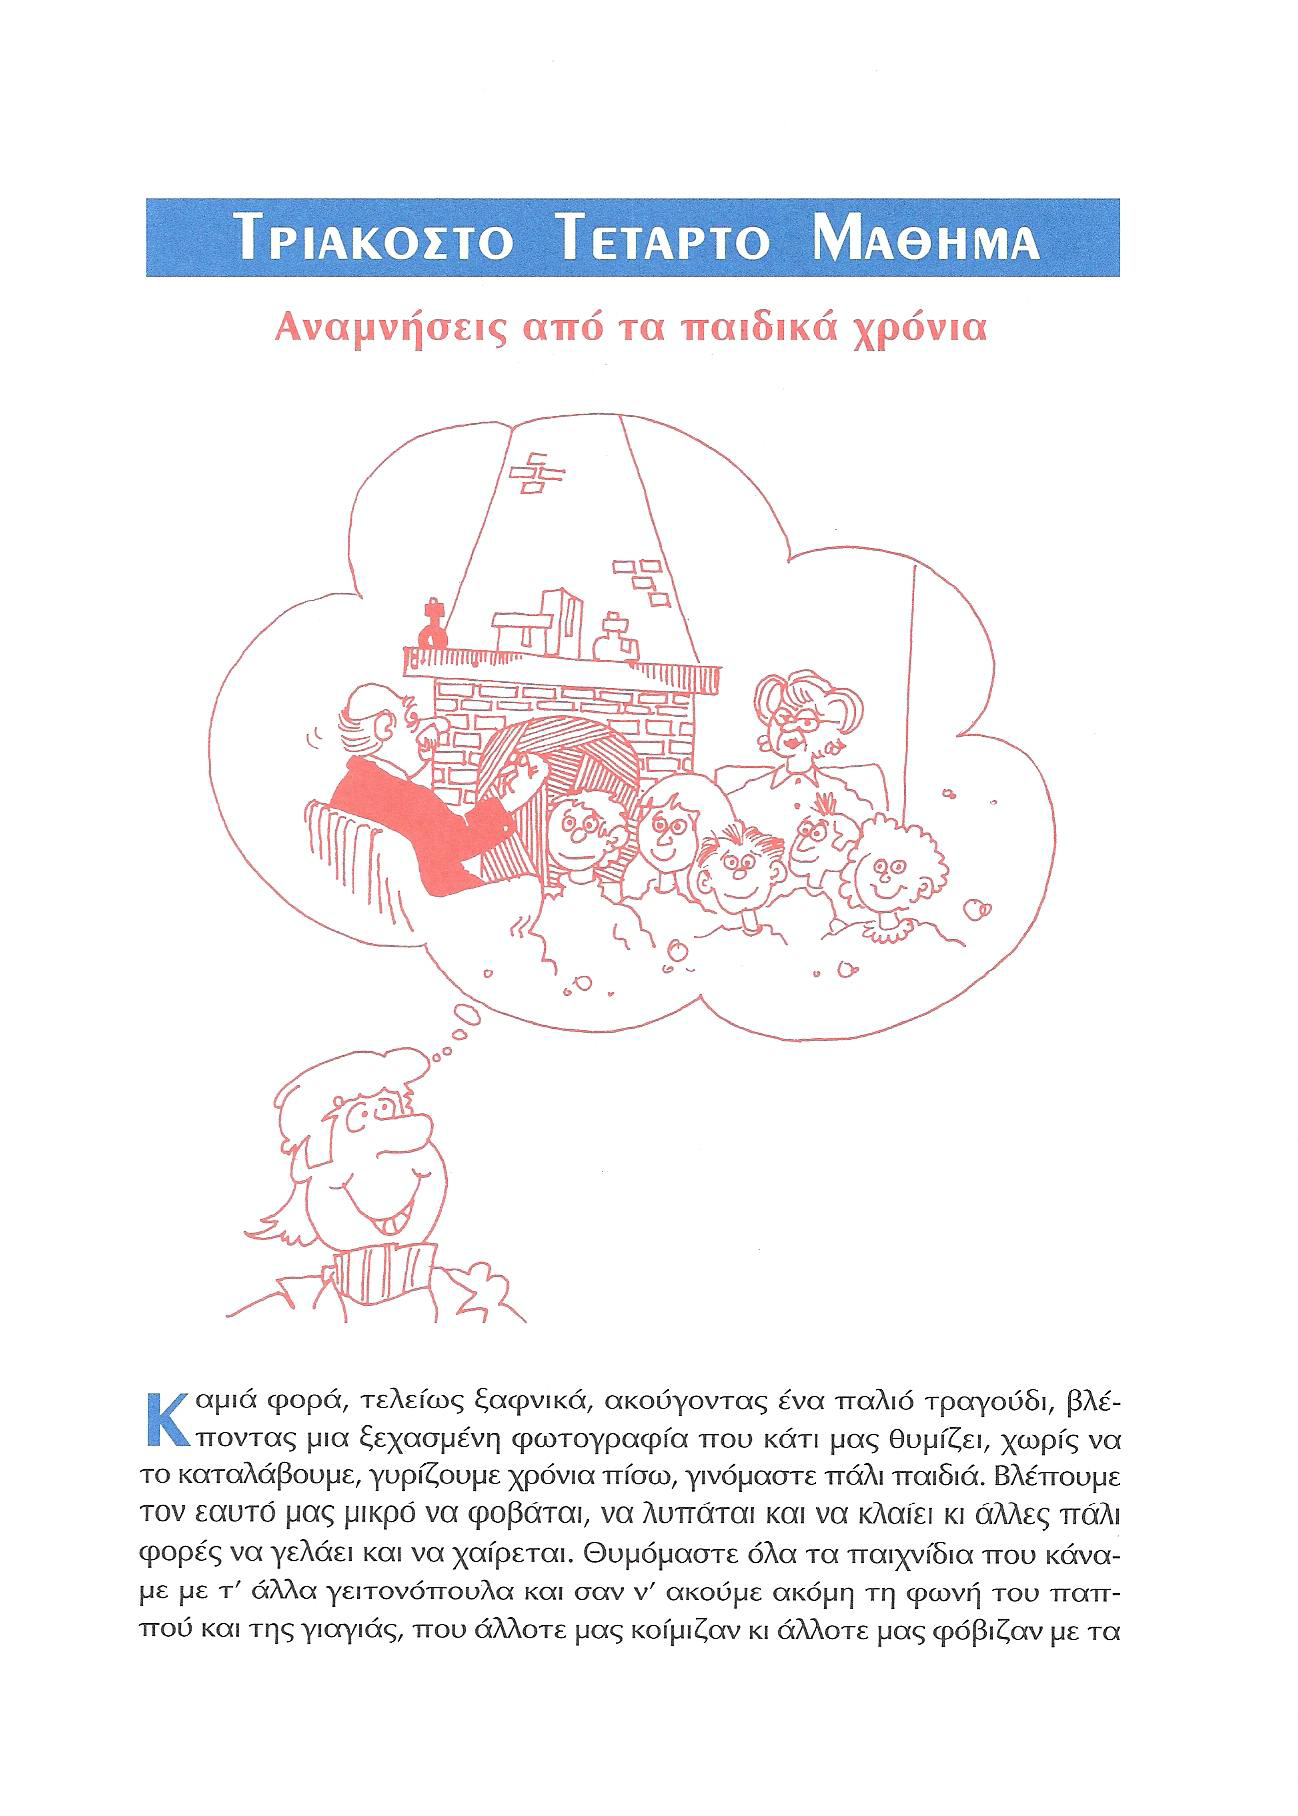 ΤΡΙΑΚΟΣΤΟ ΤΕΤΑΡΤΟ ΜΑΘΗΜΑ
Αναμνήσεις από τα παιδικά χρόνια
Καμιά φορά, τελείως ξαφνικά, ακούγοντας ένα παλιό τραγούδι, βλέ-
ποντας μια ξεχασμένη φωτογραφία που κάτι μας θυμίζει, χωρίς να
το καταλάβουμε, γυρίζουμε χρόνια πίσω, γινόμαστε πάλι παιδιά. Βλέπουμε
τον εαυτό μας μικρό να φοβάται, να λυπάται και να κλαίει κι άλλες πάλι
φορές να γελάει και να χαίρεται. Θυμόμαστε όλα τα παιχνίδια που κάνα-
με με τ' άλλα γειτονόπουλα και σαν ν' ακούμε ακόμη τη φωνή του παπ-
πού και της γιαγιάς, που άλλοτε μας κοίμιζαν κι άλλοτε μας φόβιζαν με τα